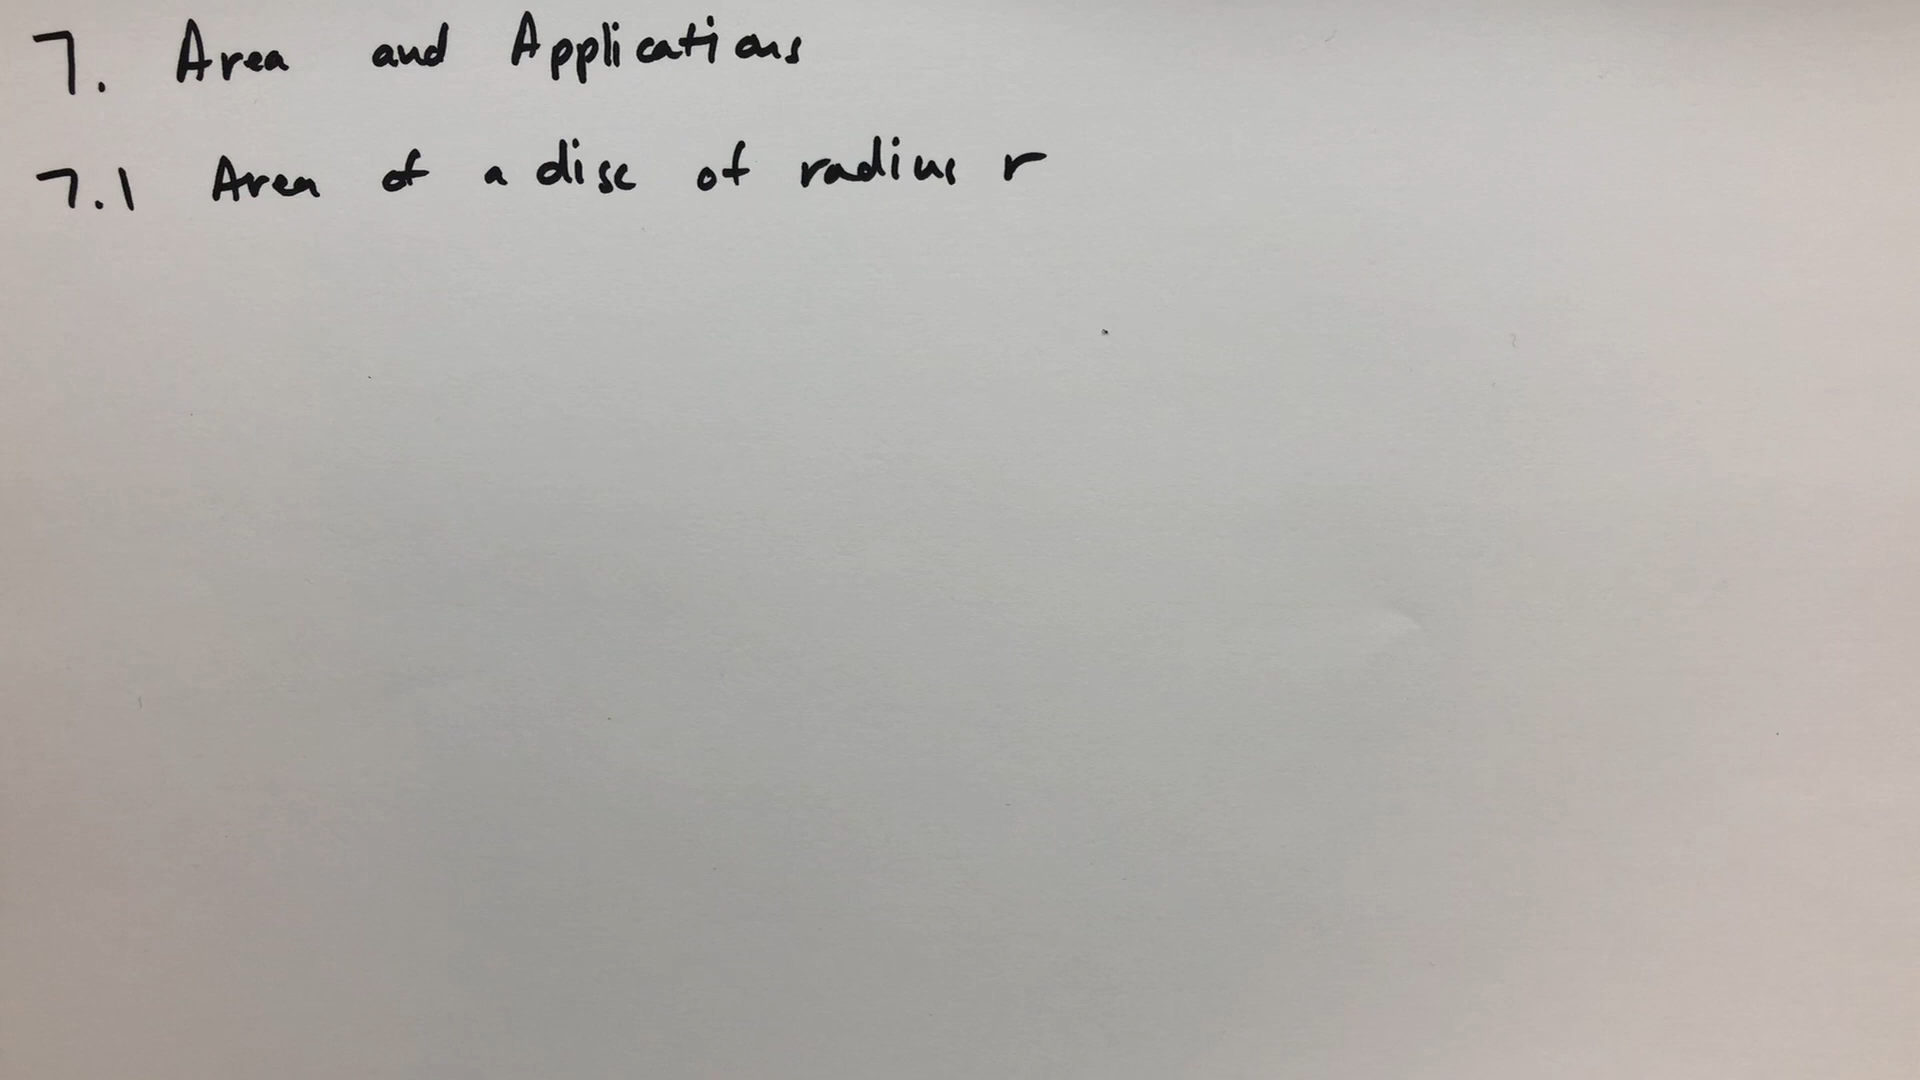 7. Area and Applications
7.1 Area of a disc of radius r